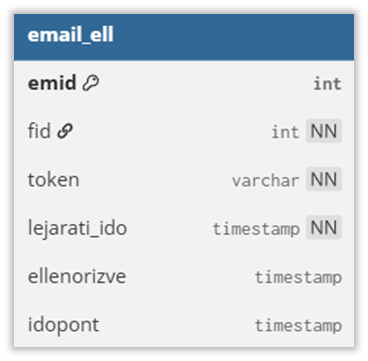 email_ell
emid int
fid int NN
token varchar NN
lejarati_ido timestamp NN
ellenorizve timestamp
idopont timestamp